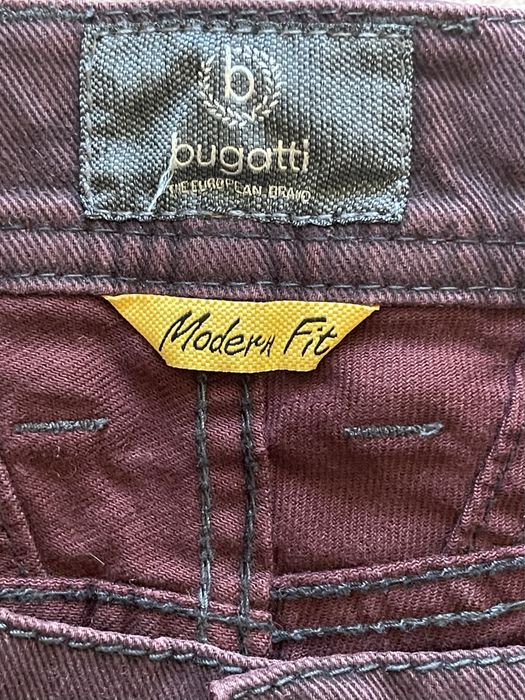 b
bugatti
THE EUROPEAN BRAND
Modern Fit